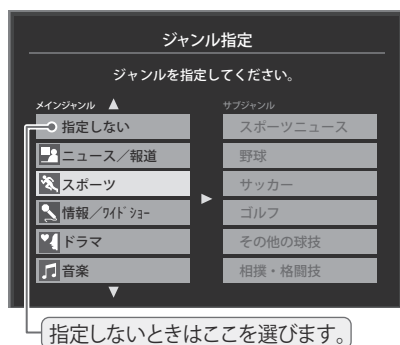 ジャンル指定
ジャンルを指定してください。
メインジャンル ▲
指定しない
ニュース／報道
スポーツ
情報／ワイドショー
ドラマ
音楽
▼
▶
サブジャンル
スポーツニュース
野球
サッカー
ゴルフ
その他の球技
相撲・格闘技
指定しないときはここを選びます。